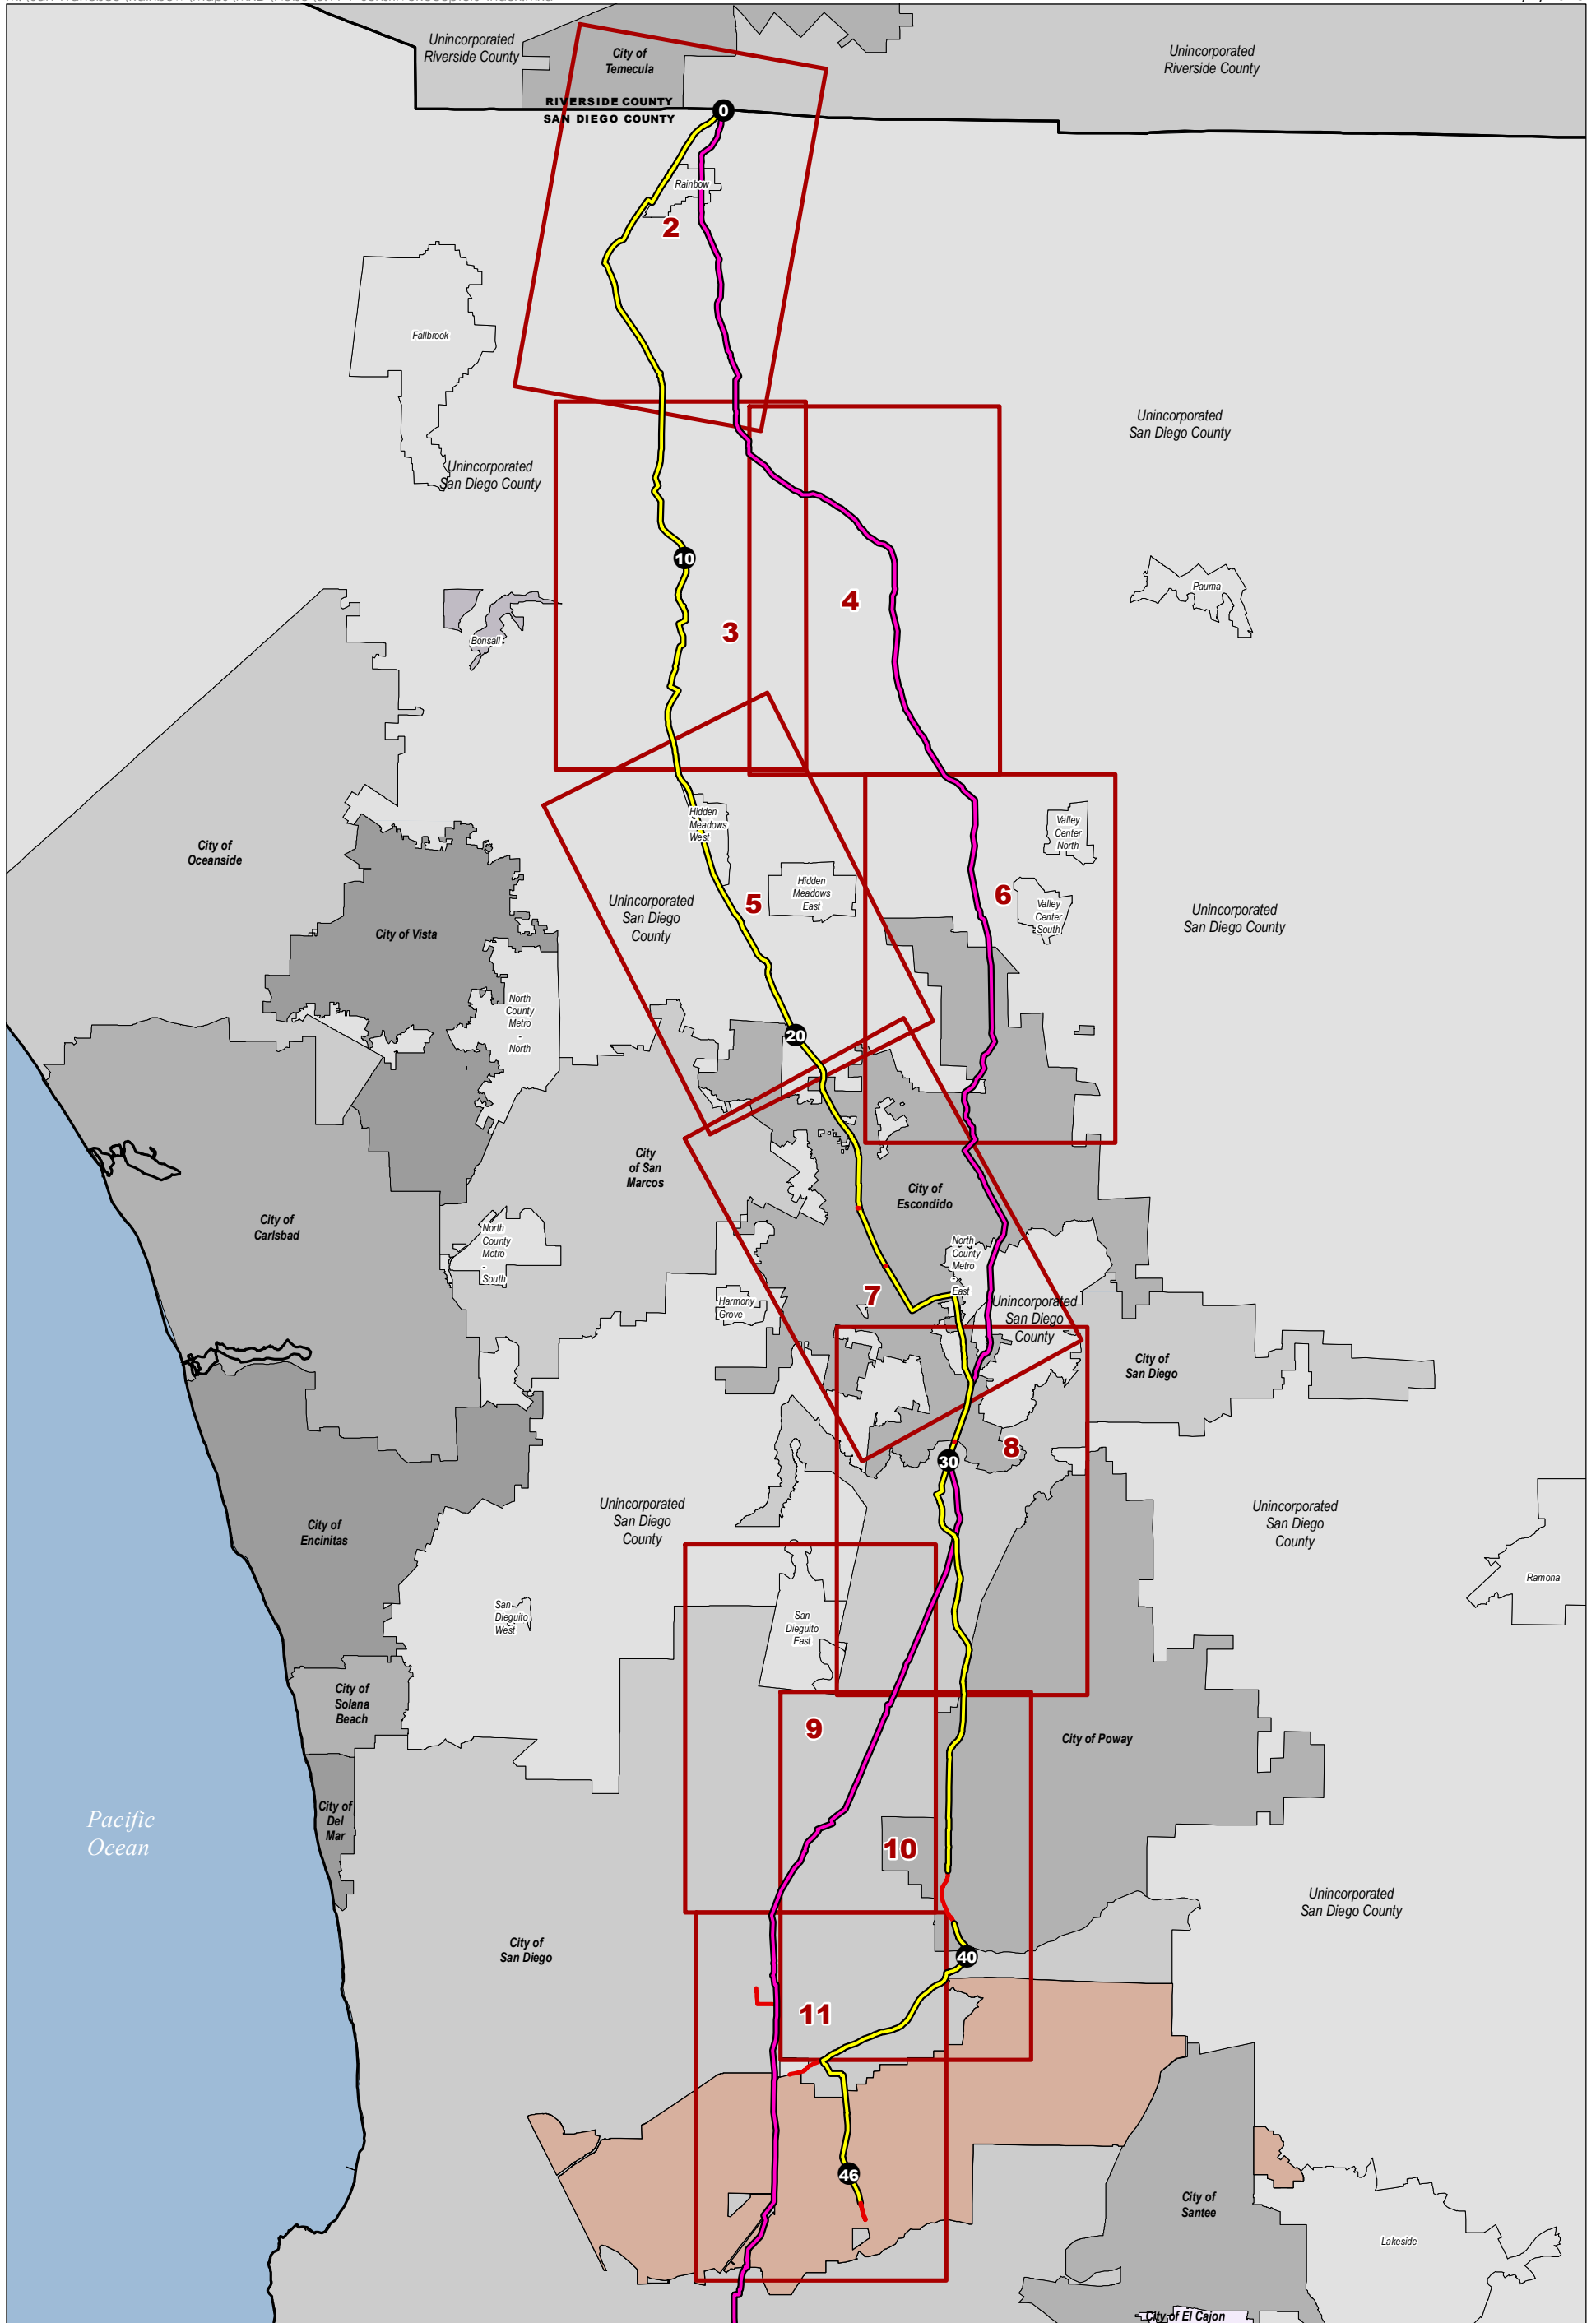 Unincorporated
Riverside County
City of
Temecula
Unincorporated
Riverside County
RIVERSIDE COUNTY
SAN DIEGO COUNTY
0
Rainbow
2
Fallbrook
Unincorporated
San Diego County
Unincorporated
San Diego County
10
3
4
Pauma
Bonsall
City of
Oceanside
Hidden
Meadows
West
Valley
Center
North
Hidden
Meadows
East
5
6
Valley
Center
South
Unincorporated
San Diego
County
Unincorporated
San Diego County
City of Vista
North
County
Metro
-
North
20
City
of San
Marcos
City of
Escondido
City of
Carlsbad
North
County
Metro
-
South
North
County
Metro
-
East
7
Harmony
Grove
Unincorporated
San Diego
County
City of
San Diego
8
30
Unincorporated
San Diego
County
Unincorporated
San Diego
County
City of
Encinitas
Ramona
San
Dieguito
West
San
Dieguito
East
City of
Solana
Beach
9
City of Poway
Pacific
Ocean
City of
Del
Mar
10
Unincorporated
San Diego County
City of
San Diego
40
11
46
City of
Santee
Lakeside
City of El Cajon